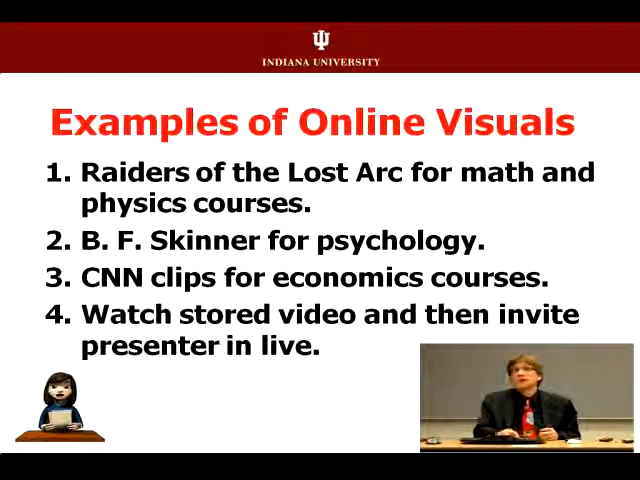 INDIANA UNIVERSITY
Examples of Online Visuals
1. Raiders of the Lost Arc for math and
physics courses.
2. B. F. Skinner for psychology.
3. CNN clips for economics courses.
4. Watch stored video and then invite
presenter in live.